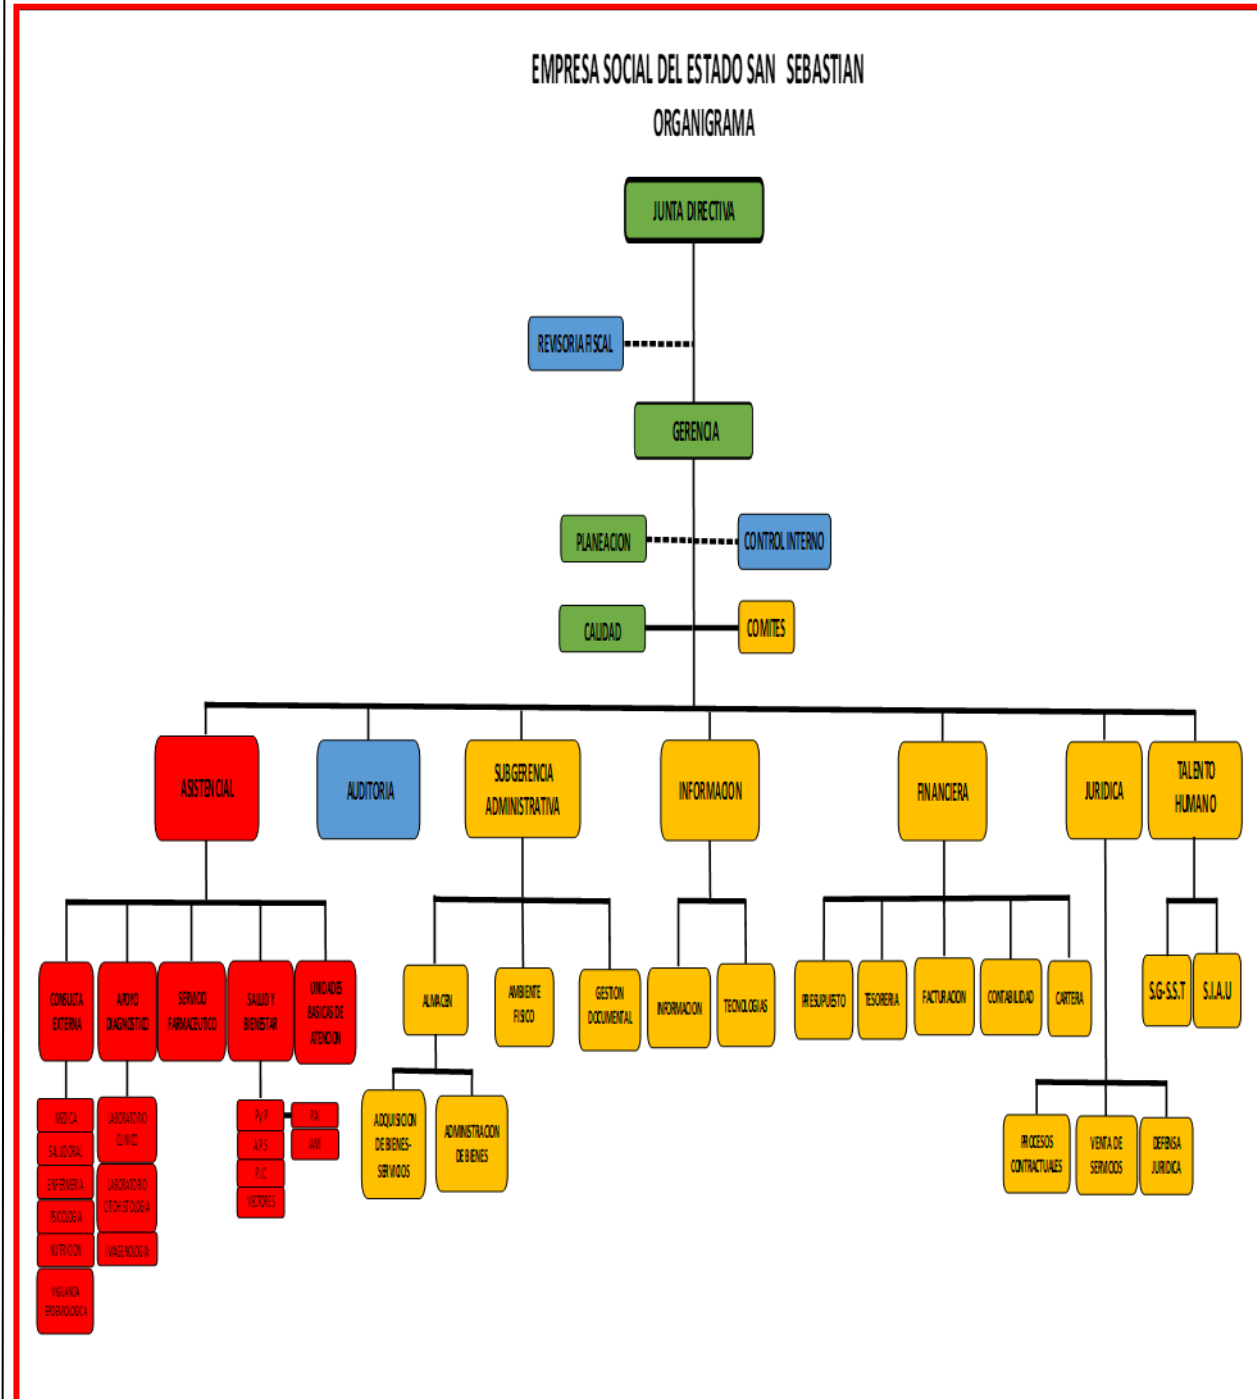 EMPRESA SOCIAL DEL ESTADO SAN SEBASTIAN
ORGANIGRAMA
JUNTA DIRECTIVA
REVISORIA FISCAL
GERENCIA
PLANEACION
CONTROL INTERNO
CALIDAD
COMITES
ASISTENCIAL
AUDITORIA
SUBGERENCIA
ADMINISTRATIVA
INFORMACION
FINANCIERA
JURIDICA
TALENTO
HUMANO
CONSULTA
EXTERNA
APOYO
DIAGNOSTICO
SERVICIO
FARMACEUTICO
SALUD Y
BIENESTAR
UNIDADES
BASICAS DE
ATENCION
ALMACEN
AMBIENTE
FISICO
GESTION
DOCUMENTAL
INFORMACION
TECNOLOGIAS
PRESUPUESTO
TESORERIA
FACTURACION
CONTABILIDAD
CARTERA
S.G-S.S.T
S.I.A.U
MEDICA
SALUD ORAL
ENFERMERIA
PSICOLOGIA
NUTRICION
VIGILANCIA
EPIDEMIOLOGICA
LABORATORIO
CLINICO
LABORATORIO
CITOHISTOLOGIA
IMAGENOLOGIA
P y P
A.P.S
P.I.C
VECTORES
PAI
AIMI
ADQUISICION
DE BIENES-
SERVICIOS
ADMINISTRACION
DE BIENES
PROCESOS
CONTRACTUALES
VENTA DE
SERVICIOS
DEFENSA
JURIDICA